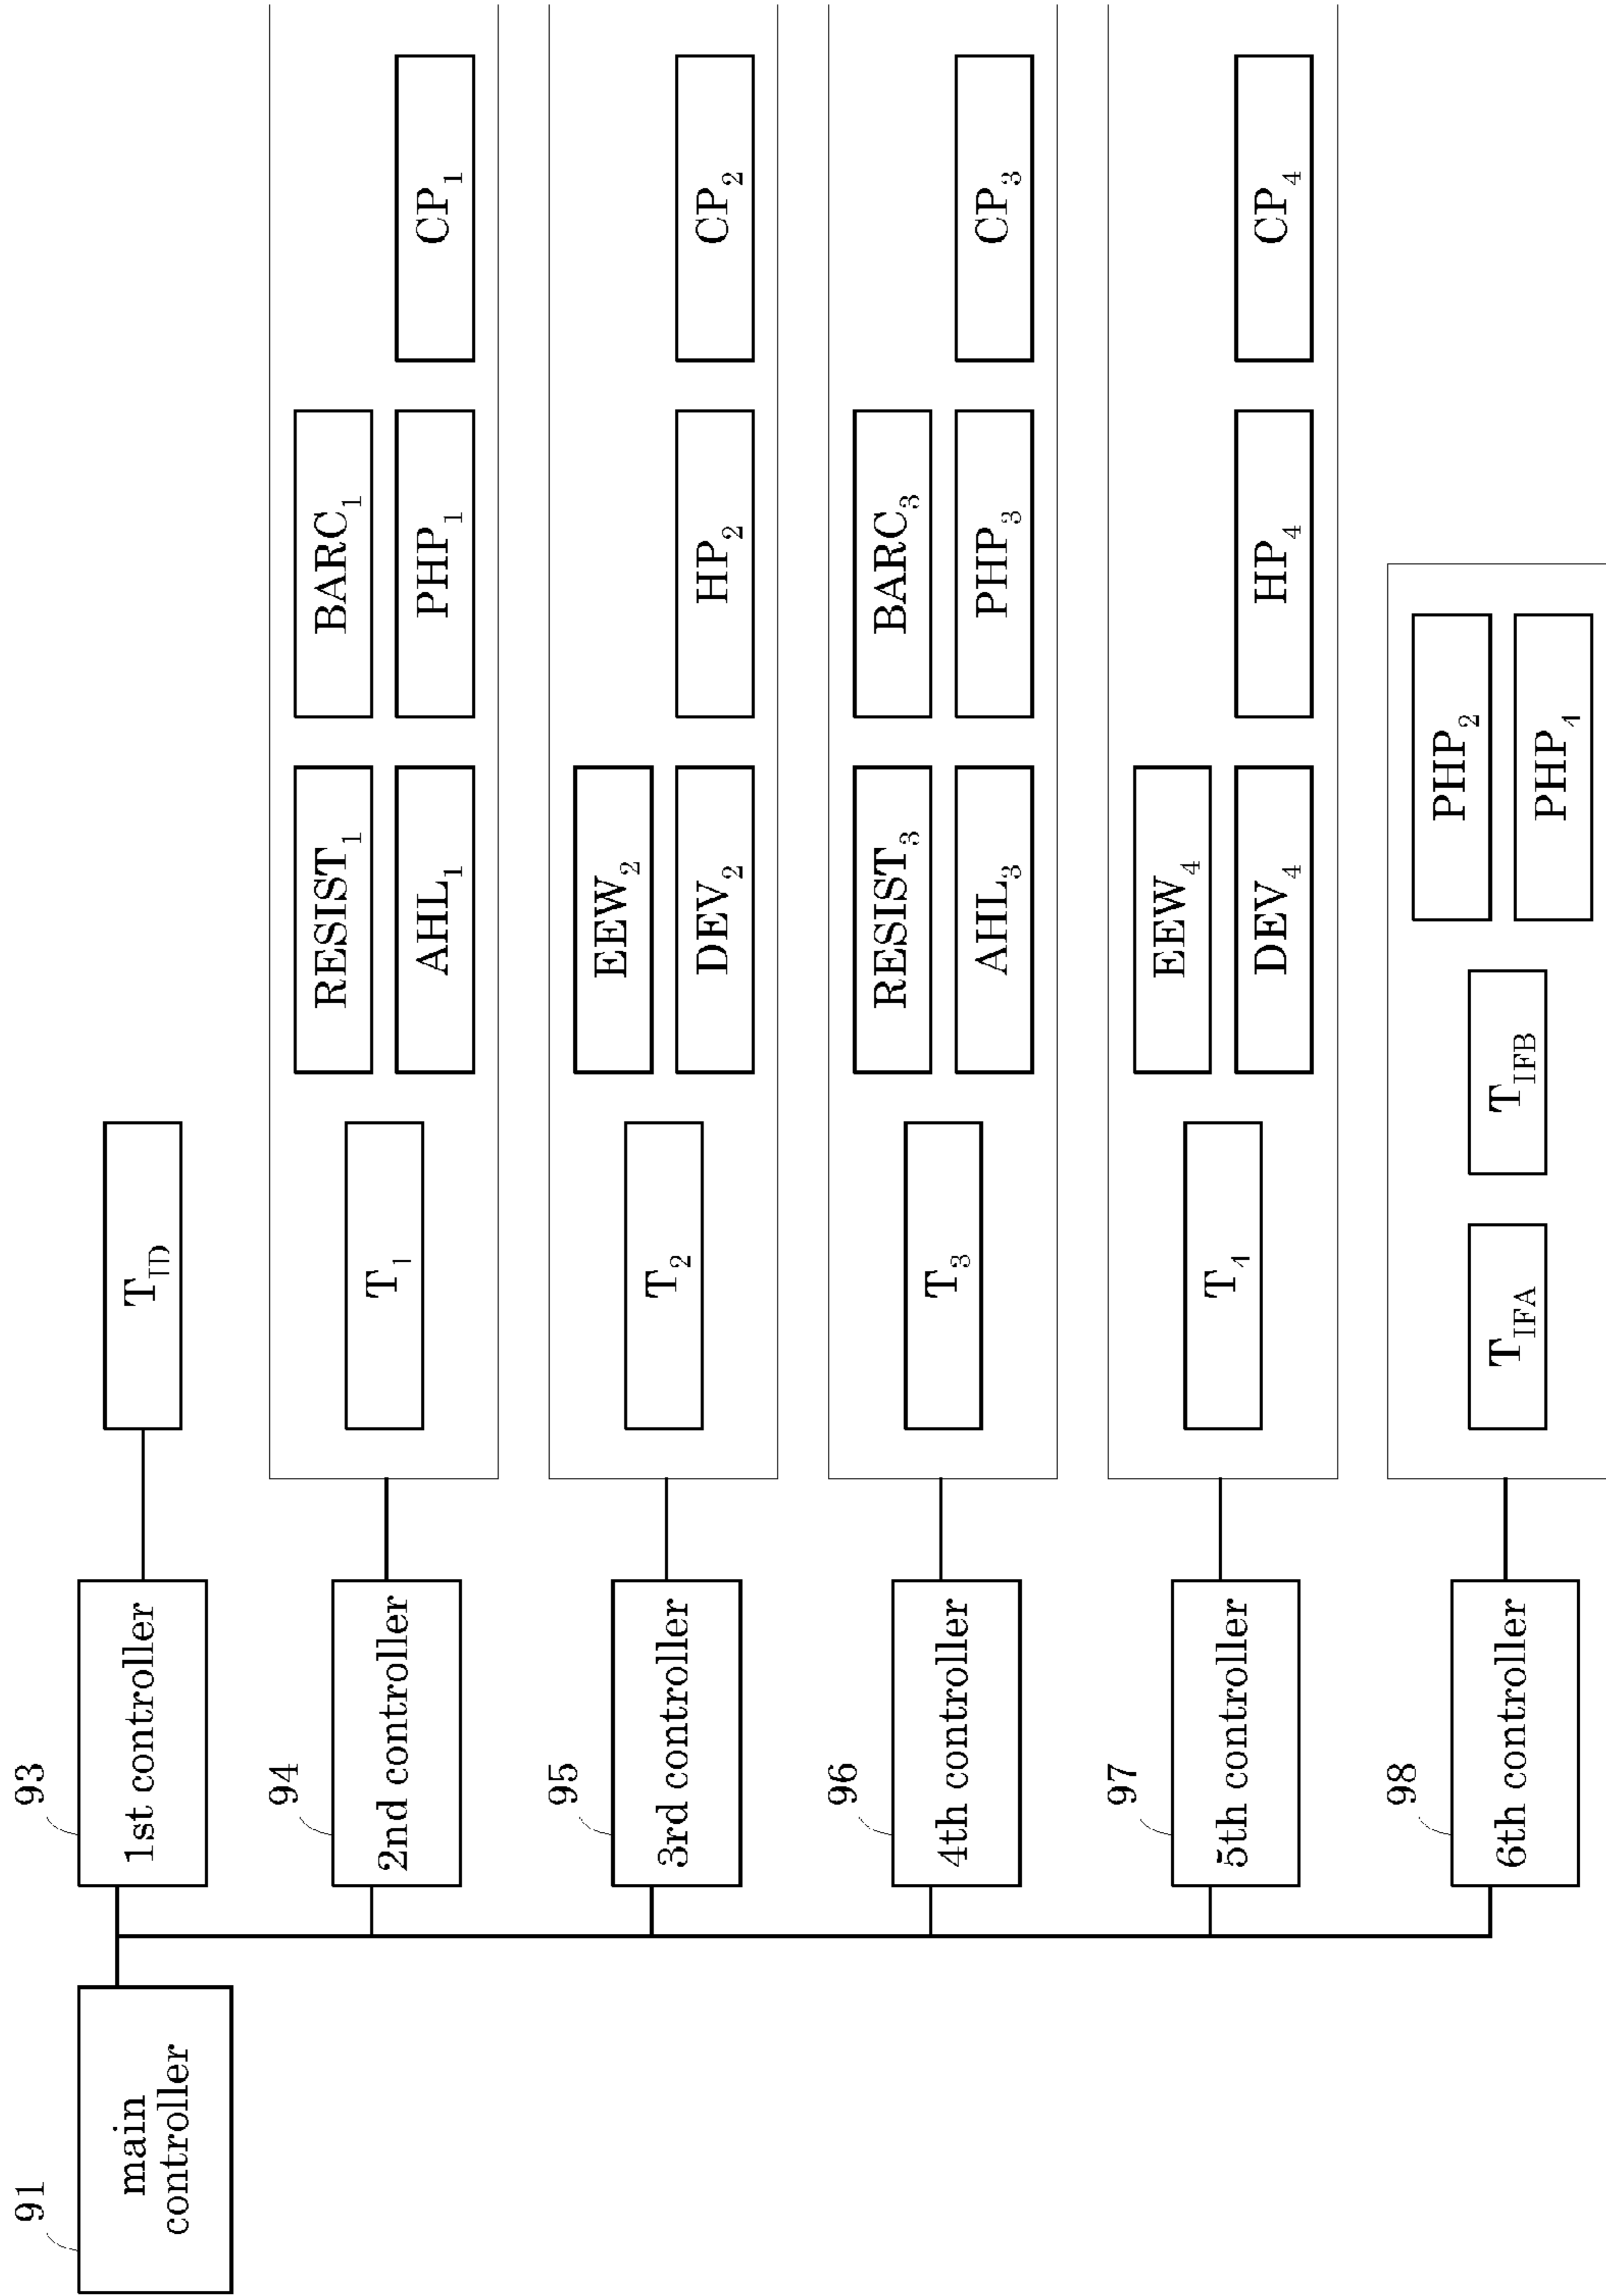 91
main
controller
93
1st controller
T_ID
94
2nd controller
T_1
RESIST_1
BARC_1
AHL_1
PHP_1
CP_1
95
3rd controller
T_2
EEW_2
DEV_2
HP_2
CP_2
96
4th controller
T_3
RESIST_3
BARC_3
AHL_3
PHP_3
CP_3
97
5th controller
T_4
EEW_4
DEV_4
HP_4
CP_4
98
6th controller
T_IFA
T_IFB
PHP_2
PHP_4